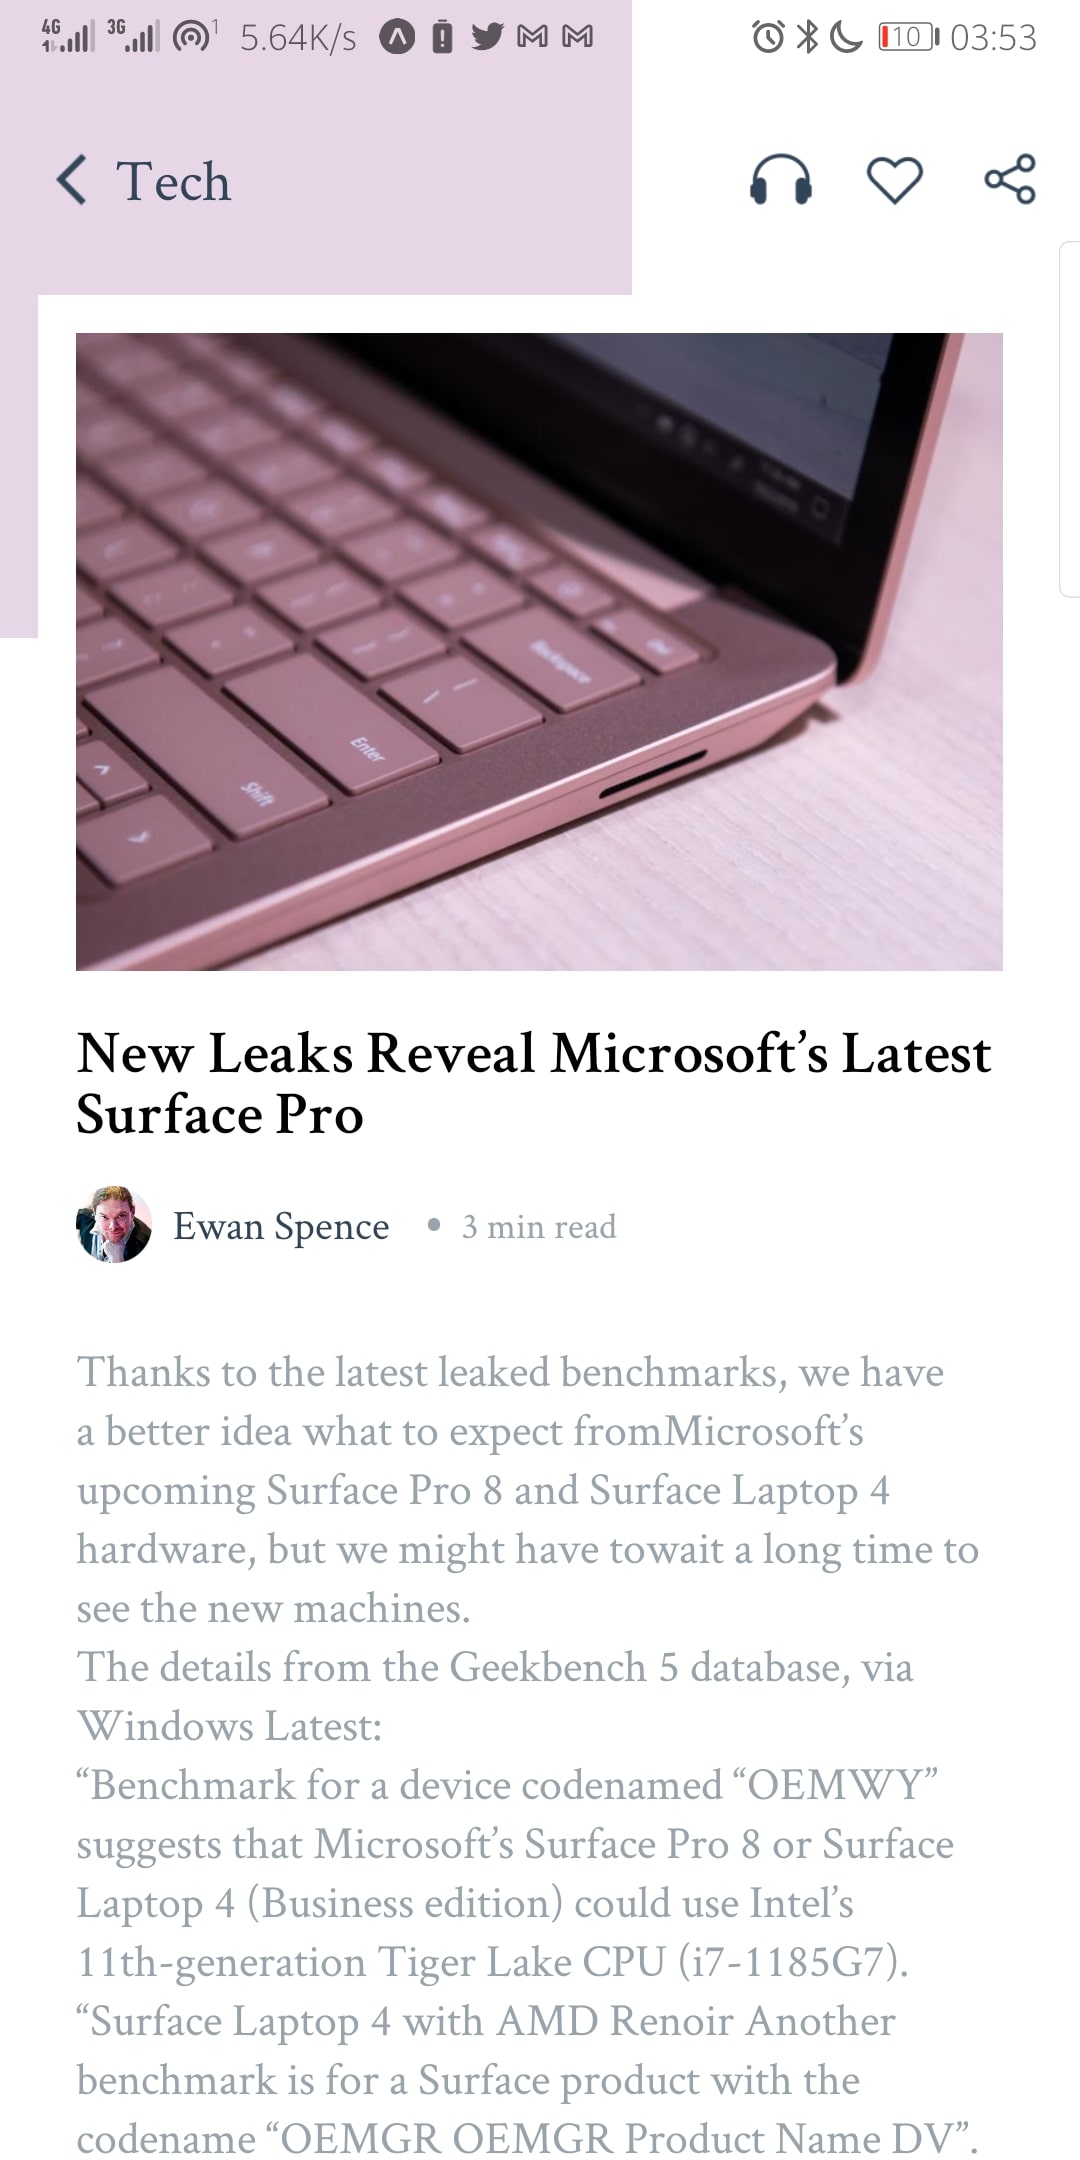 4G 3G 1 5.64K/s 10 03:53
Tech
Backspace
Enter
Shift
New Leaks Reveal Microsoft’s Latest
Surface Pro
Ewan Spence • 3 min read
Thanks to the latest leaked benchmarks, we have
a better idea what to expect fromMicrosoft’s
upcoming Surface Pro 8 and Surface Laptop 4
hardware, but we might have towait a long time to
see the new machines.
The details from the Geekbench 5 database, via
Windows Latest:
“Benchmark for a device codenamed “OEMWY”
suggests that Microsoft’s Surface Pro 8 or Surface
Laptop 4 (Business edition) could use Intel’s
11th-generation Tiger Lake CPU (i7-1185G7).
“Surface Laptop 4 with AMD Renoir Another
benchmark is for a Surface product with the
codename “OEMGR OEMGR Product Name DV”.